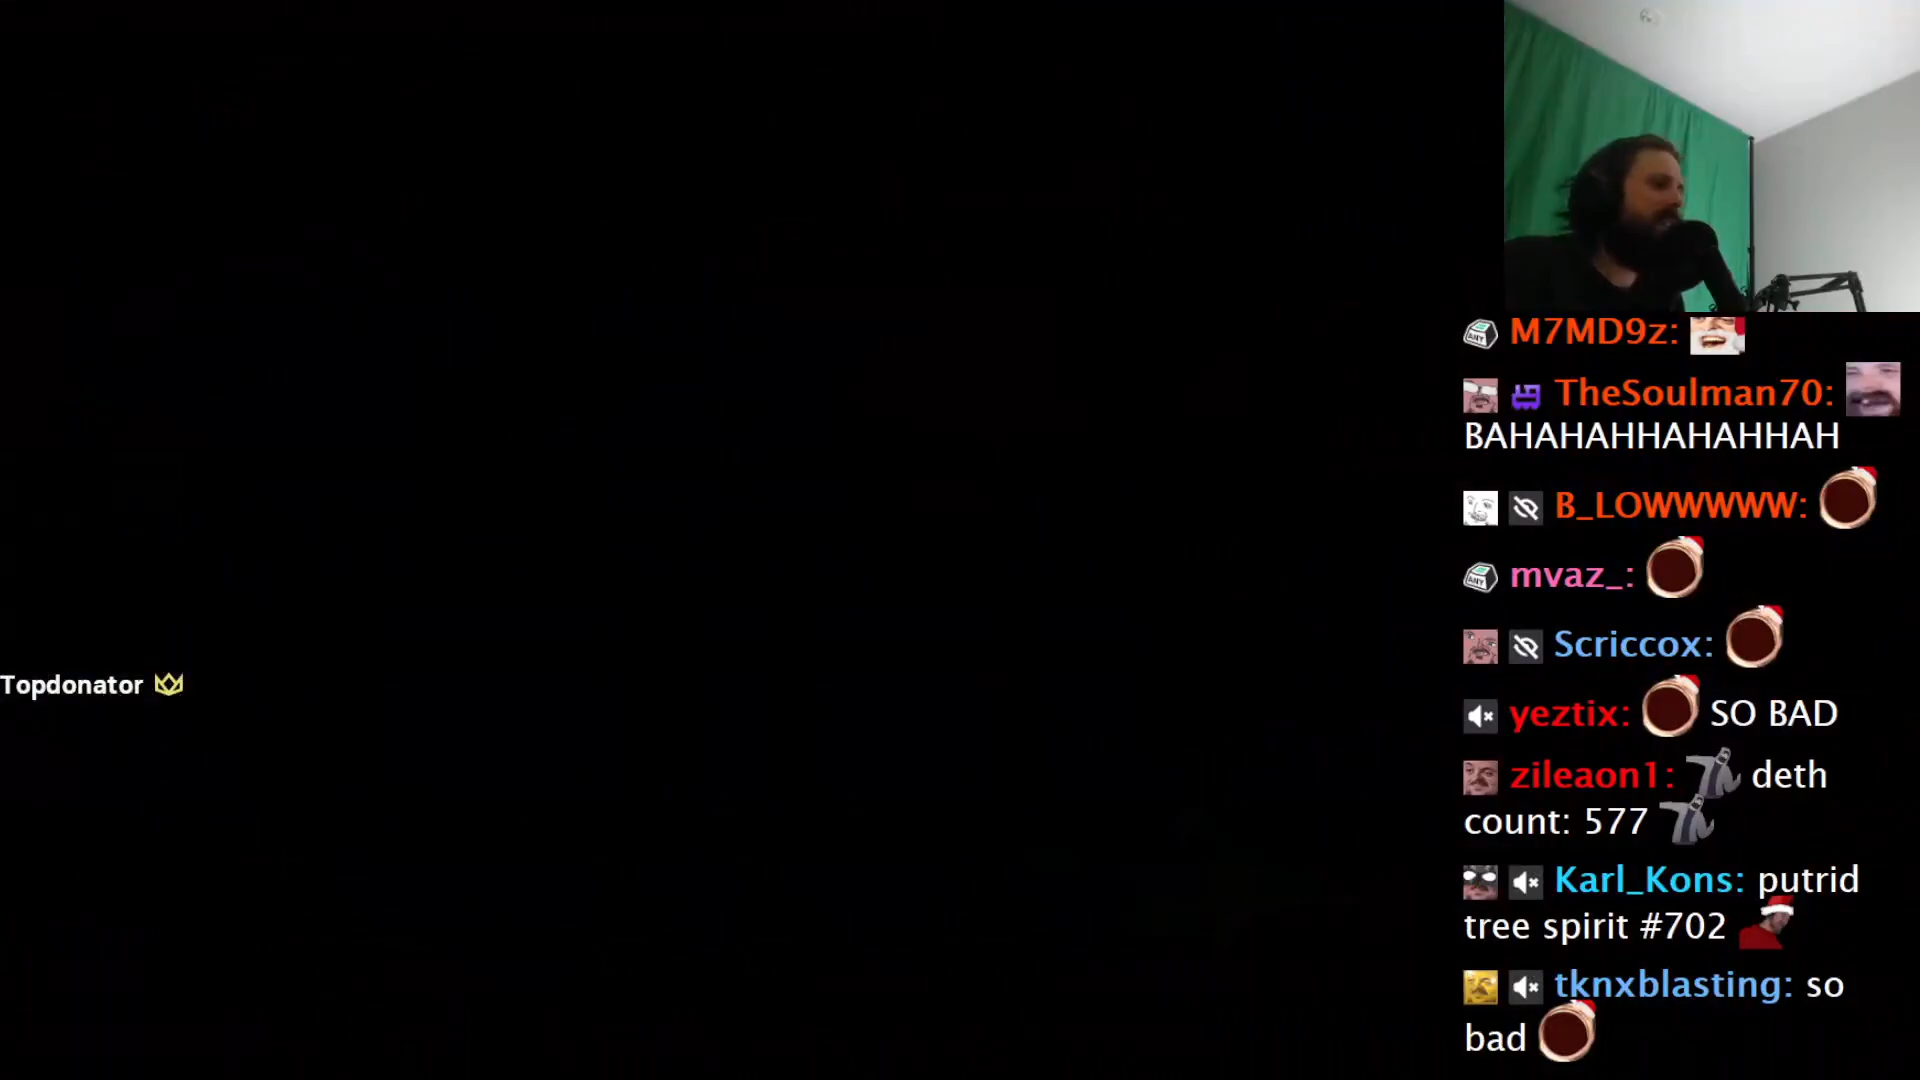 M7MD9z:
TheSoulman70:
BAHAHAHHAHAHHAH
B_LOWWWWW:
mvaz_:
Scriccox:
Topdonator
yeztix: SO BAD
zileaon1: deth
count: 577
Karl_Kons: putrid
tree spirit #702
tknxblasting: so
bad